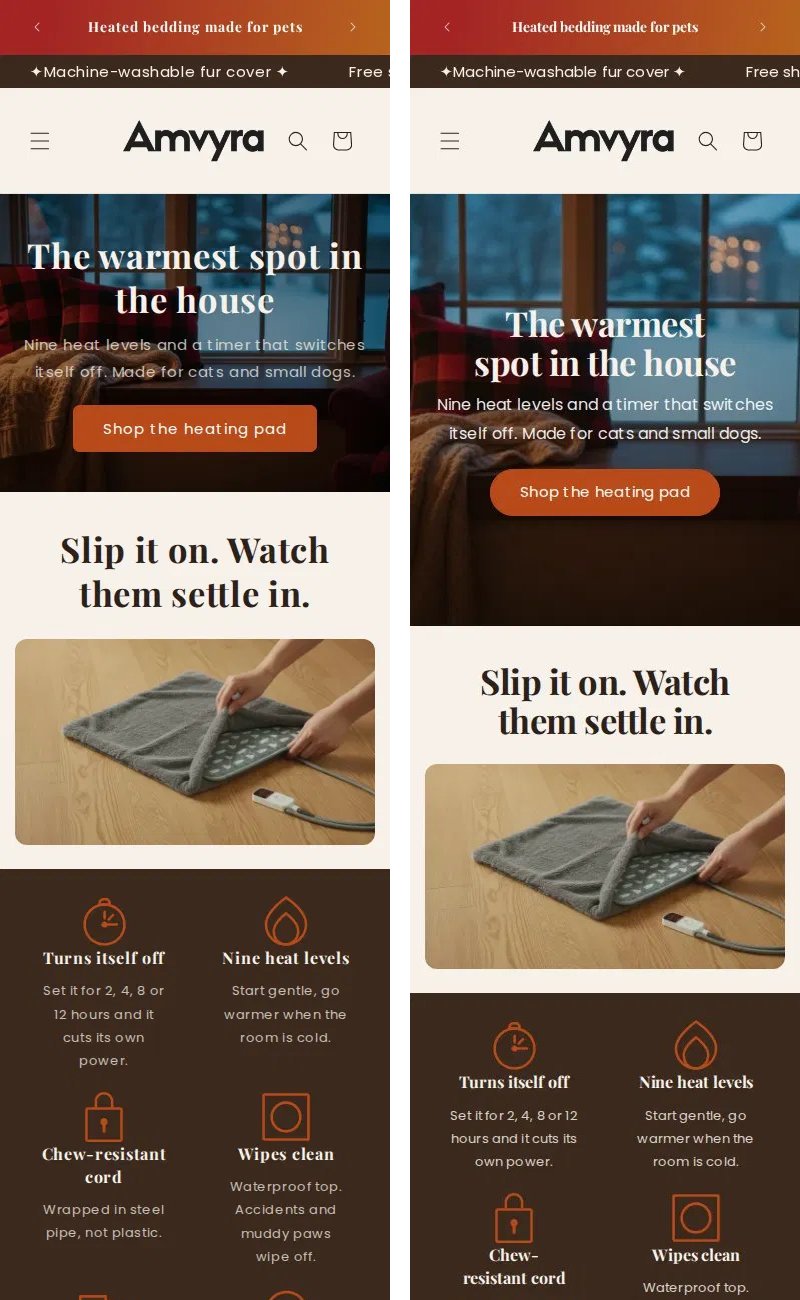 Heated bedding made for pets
✦Machine-washable fur cover ✦ Free s
Amvyra
The warmest spot in
the house
Nine heat levels and a timer that switches
itself off. Made for cats and small dogs.
Shop the heating pad
Slip it on. Watch
them settle in.
Turns itself off
Set it for 2, 4, 8 or
12 hours and it
cuts its own
power.
Nine heat levels
Start gentle, go
warmer when the
room is cold.
Chew-resistant
cord
Wrapped in steel
pipe, not plastic.
Wipes clean
Waterproof top.
Accidents and
muddy paws
wipe off.
Heated bedding made for pets
✦Machine-washable fur cover ✦ Free sh
Amvyra
The warmest
spot in the house
Nine heat levels and a timer that switches
itself off. Made for cats and small dogs.
Shop the heating pad
Slip it on. Watch
them settle in.
Turns itself off
Set it for 2, 4, 8 or 12
hours and it cuts its
own power.
Nine heat levels
Start gentle, go
warmer when the
room is cold.
Chew-
resistant cord
Wipes clean
Waterproof top.